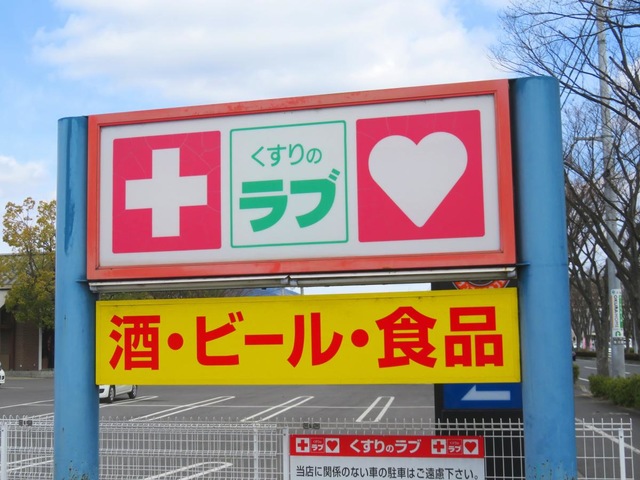 くすりの
ラブ
酒・ビール・食品
くすりのラブ
当店に関係のない車の駐車はご遠慮下さい。